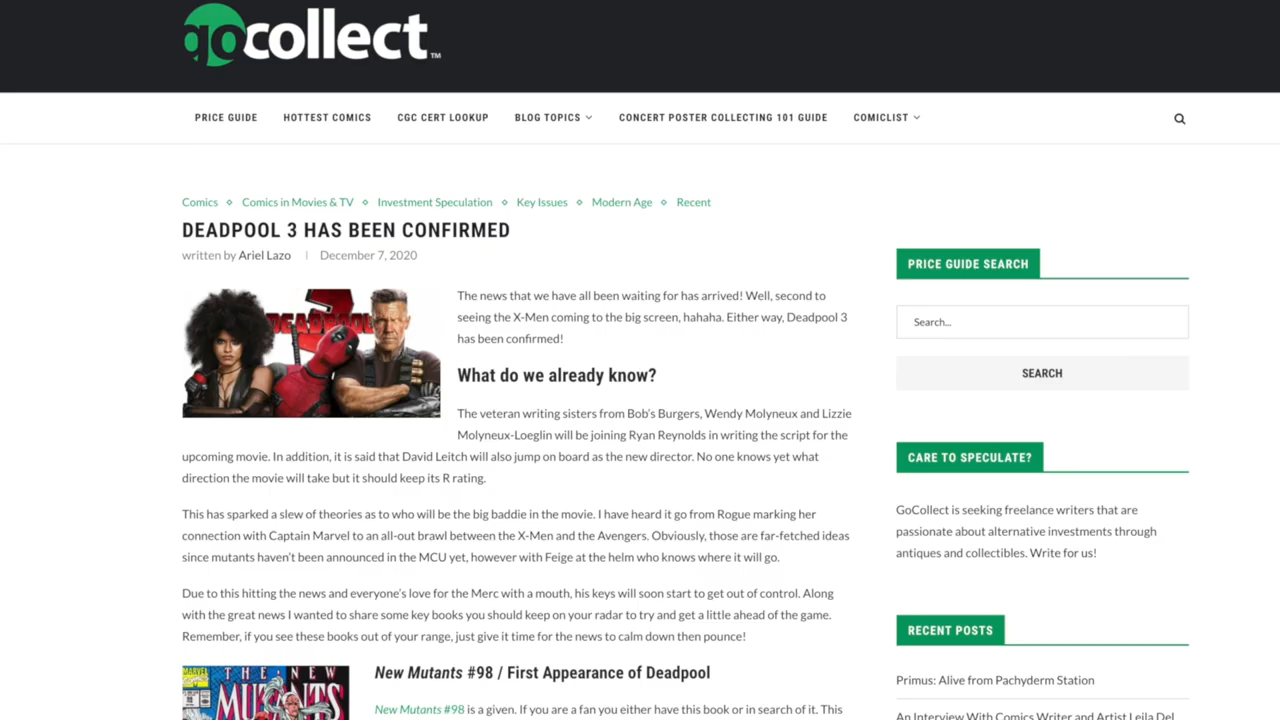 gocollect™
PRICE GUIDE
HOTTEST COMICS
CGC CERT LOOKUP
BLOG TOPICS
CONCERT POSTER COLLECTING 101 GUIDE
COMICLIST
Comics ◇ Comics in Movies & TV ◇ Investment Speculation ◇ Key Issues ◇ Modern Age ◇ Recent
DEADPOOL 3 HAS BEEN CONFIRMED
written by Ariel Lazo | December 7, 2020
3
DEADPOOL
The news that we have all been waiting for has arrived! Well, second to
seeing the X-Men coming to the big screen, hahaha. Either way, Deadpool 3
has been confirmed!
What do we already know?
The veteran writing sisters from Bob's Burgers, Wendy Molyneux and Lizzie
Molyneux-Loeglin will be joining Ryan Reynolds in writing the script for the
upcoming movie. In addition, it is said that David Leitch will also jump on board as the new director. No one knows yet what
direction the movie will take but it should keep its R rating.
This has sparked a slew of theories as to who will be the big baddie in the movie. I have heard it go from Rogue marking her
connection with Captain Marvel to an all-out brawl between the X-Men and the Avengers. Obviously, those are far-fetched ideas
since mutants haven't been announced in the MCU yet, however with Feige at the helm who knows where it will go.
Due to this hitting the news and everyone's love for the Merc with a mouth, his keys will soon start to get out of control. Along
with the great news I wanted to share some key books you should keep on your radar to try and get a little ahead of the game.
Remember, if you see these books out of your range, just give it time for the news to calm down then pounce!
MARVEL
THE NEW
MUTANTS
New Mutants #98 / First Appearance of Deadpool
New Mutants #98 is a given. If you are a fan you either have this book or in search of it. This
PRICE GUIDE SEARCH
Search...
SEARCH
CARE TO SPECULATE?
GoCollect is seeking freelance writers that are
passionate about alternative investments through
antiques and collectibles. Write for us!
RECENT POSTS
Primus: Alive from Pachyderm Station
An Interview With Comics Writer and Artist Leila Del